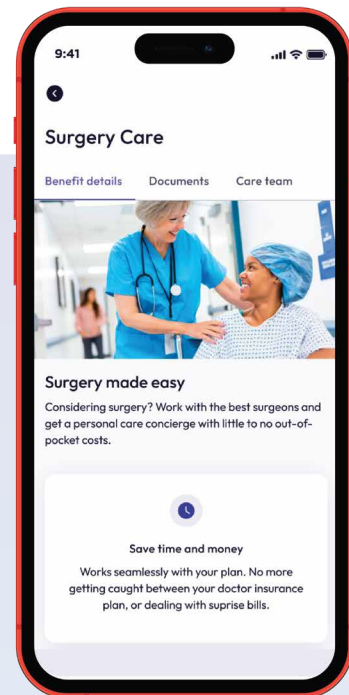 9:41
Surgery Care
Benefit details Documents Care team
Surgery made easy
Considering surgery? Work with the best surgeons and
get a personal care concierge with little to no out-of-
pocket costs.
Save time and money
Works seamlessly with your plan. No more
getting caught between your doctor insurance
plan, or dealing with suprise bills.